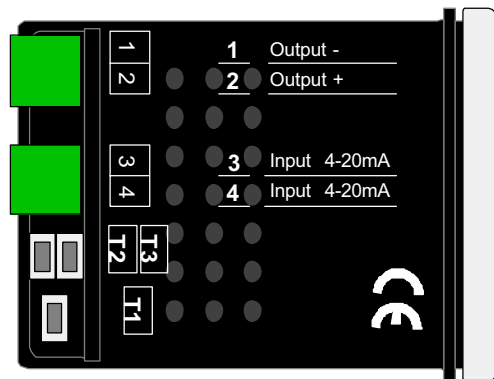 1 1 Output -
2 2 Output +
3 3 Input 4-20mA
4 4 Input 4-20mA
T2 T3
T1
CE